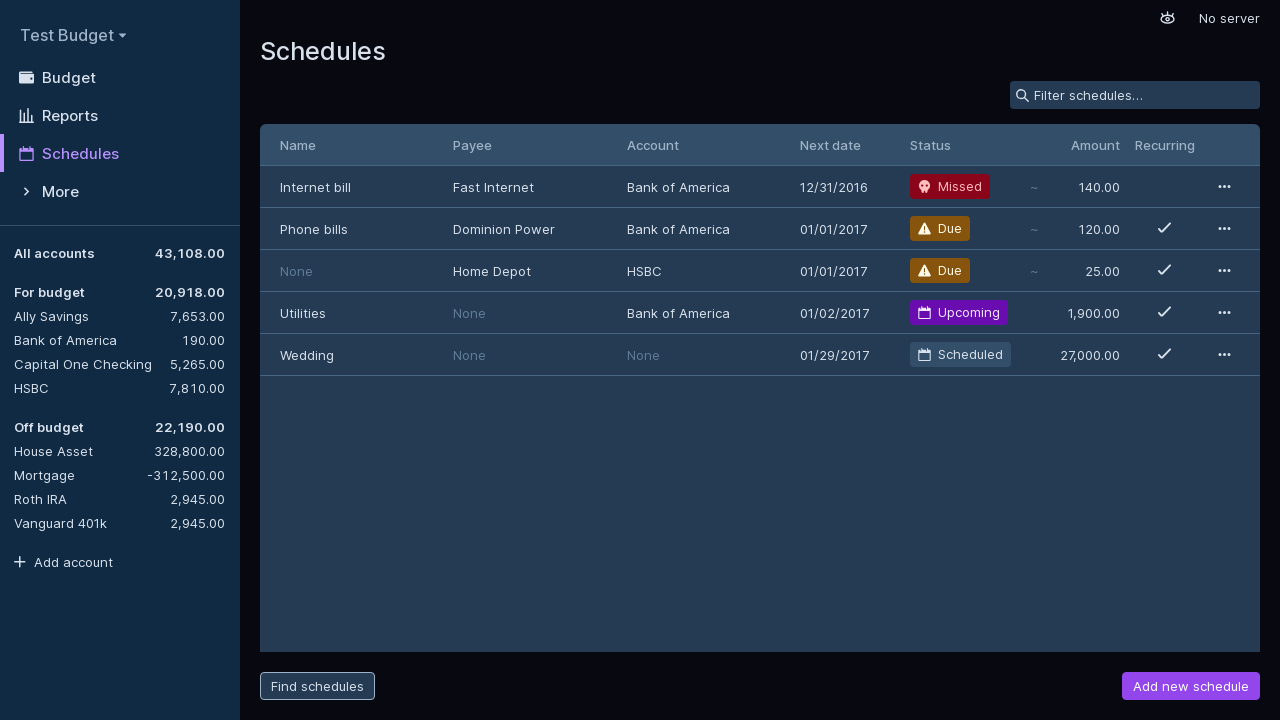 Test Budget
Budget
Reports
Schedules
More
All accounts 43,108.00
For budget 20,918.00
Ally Savings 7,653.00
Bank of America 190.00
Capital One Checking 5,265.00
HSBC 7,810.00
Off budget 22,190.00
House Asset 328,800.00
Mortgage -312,500.00
Roth IRA 2,945.00
Vanguard 401k 2,945.00
Add account
No server
Schedules
Filter schedules…
Name Payee Account Next date Status Amount Recurring
Internet bill Fast Internet Bank of America 12/31/2016 Missed ~ 140.00
Phone bills Dominion Power Bank of America 01/01/2017 Due ~ 120.00
None Home Depot HSBC 01/01/2017 Due ~ 25.00
Utilities None Bank of America 01/02/2017 Upcoming 1,900.00
Wedding None None 01/29/2017 Scheduled 27,000.00
Find schedules
Add new schedule